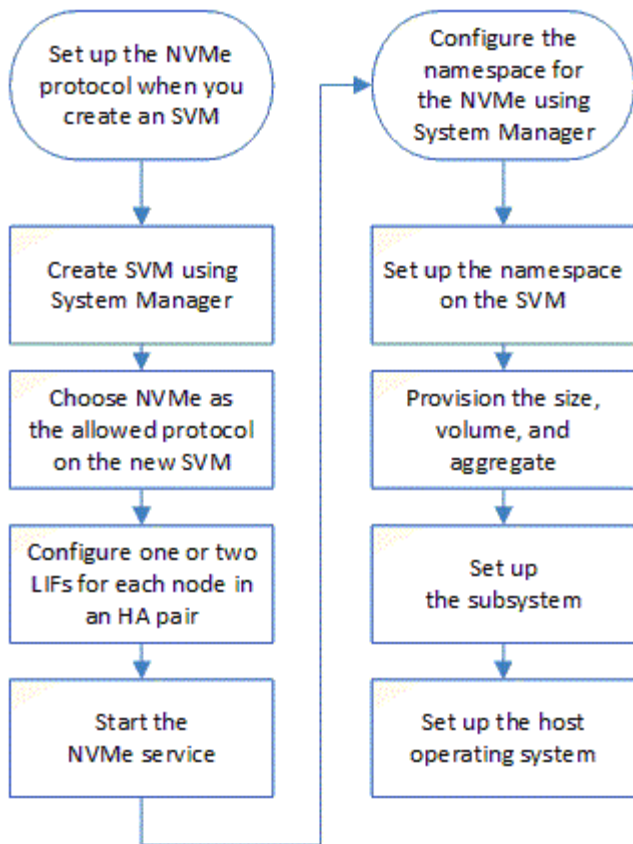 Set up the NVMe
protocol when you
create an SVM
Create SVM using
System Manager
Choose NVMe as
the allowed protocol
on the new SVM
Configure one or two
LIFs for each node in
an HA pair
Start the
NVMe service
Configure the
namespace for
the NVMe using
System Manager
Set up the namespace
on the SVM
Provision the size,
volume, and
aggregate
Set up
the subsystem
Set up the host
operating system